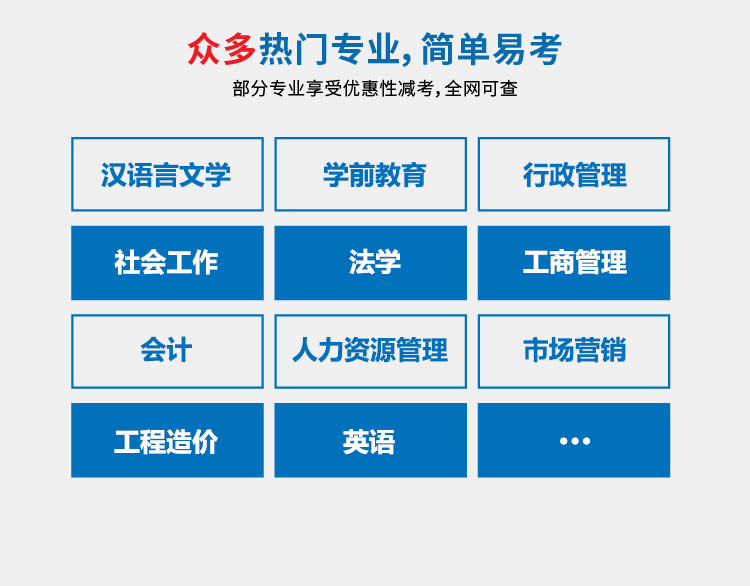 众多热门专业，简单易考
部分专业享受优惠性减考，全网可查
汉语言文学
学前教育
行政管理
社会工作
法学
工商管理
会计
人力资源管理
市场营销
工程造价
英语
···